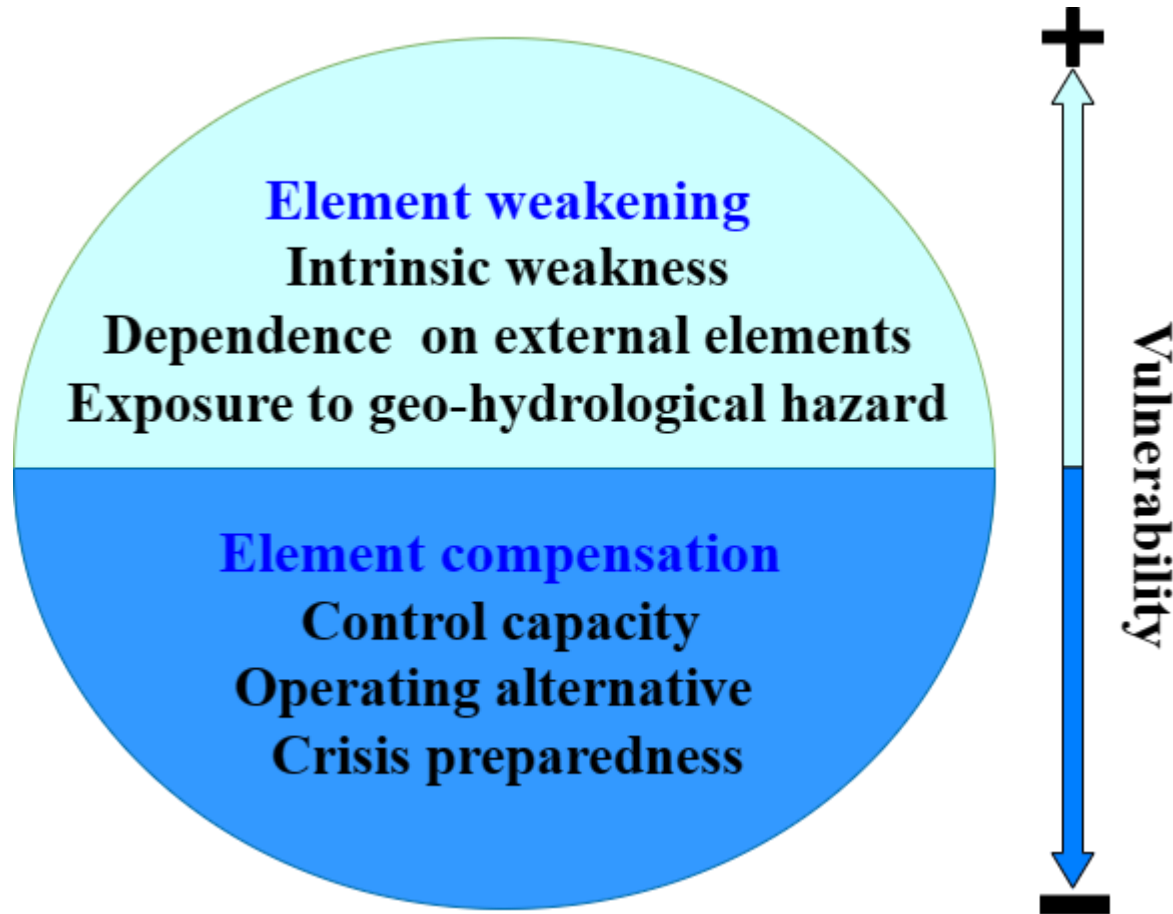 +
Element weakening
Intrinsic weakness
Dependence on external elements
Exposure to geo-hydrological hazard
Element compensation
Control capacity
Operating alternative
Crisis preparedness
Vulnerability
−